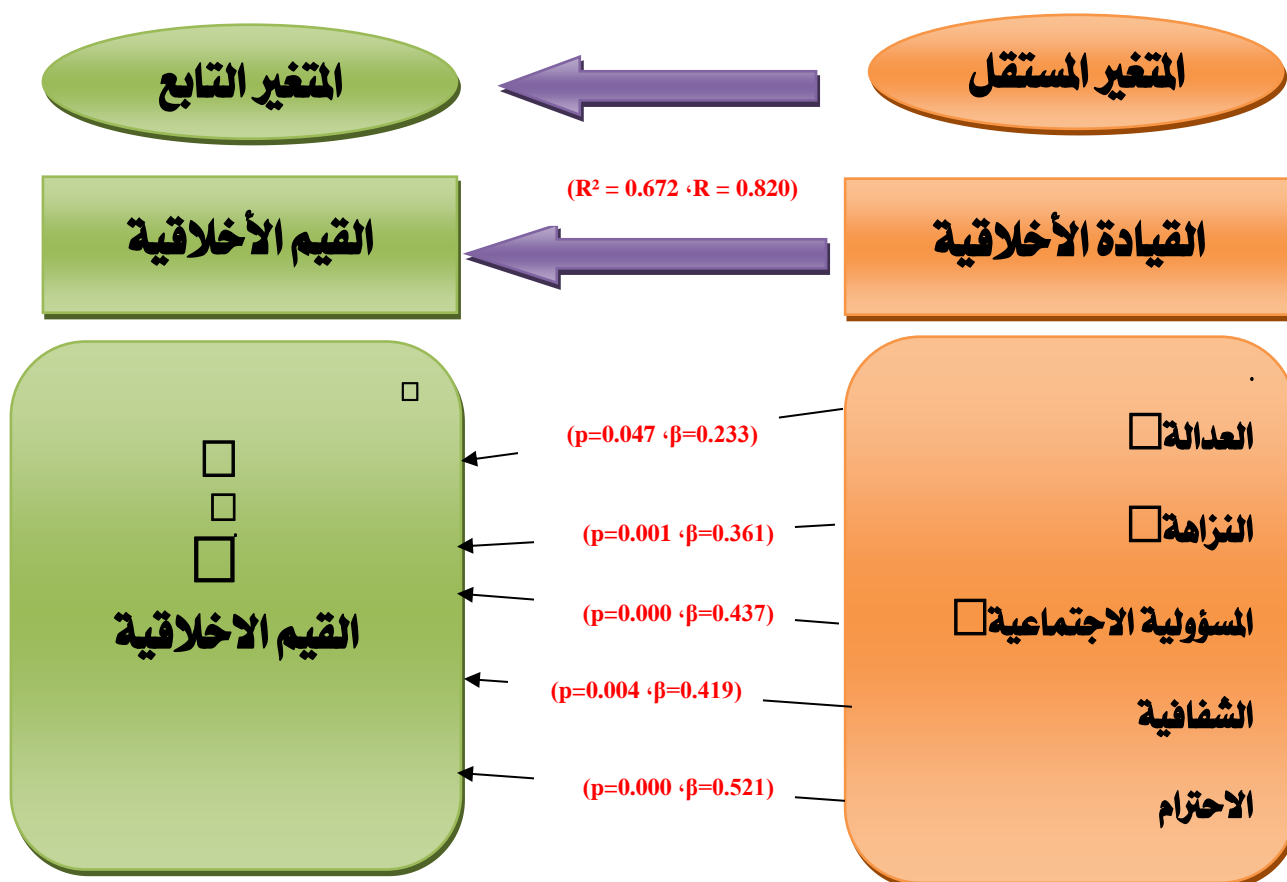 المتغير المستقل
المتغير التابع
(R² = 0.672 ،R = 0.820)
القيادة الأخلاقية
القيم الأخلاقية
العدالة
(p=0.047 ،β=0.233)
النزاهة
(p=0.001 ،β=0.361)
المسؤولية الاجتماعية
(p=0.000 ،β=0.437)
القيم الاخلاقية
الشفافية
(p=0.004 ،β=0.419)
الاحترام
(p=0.000 ،β=0.521)